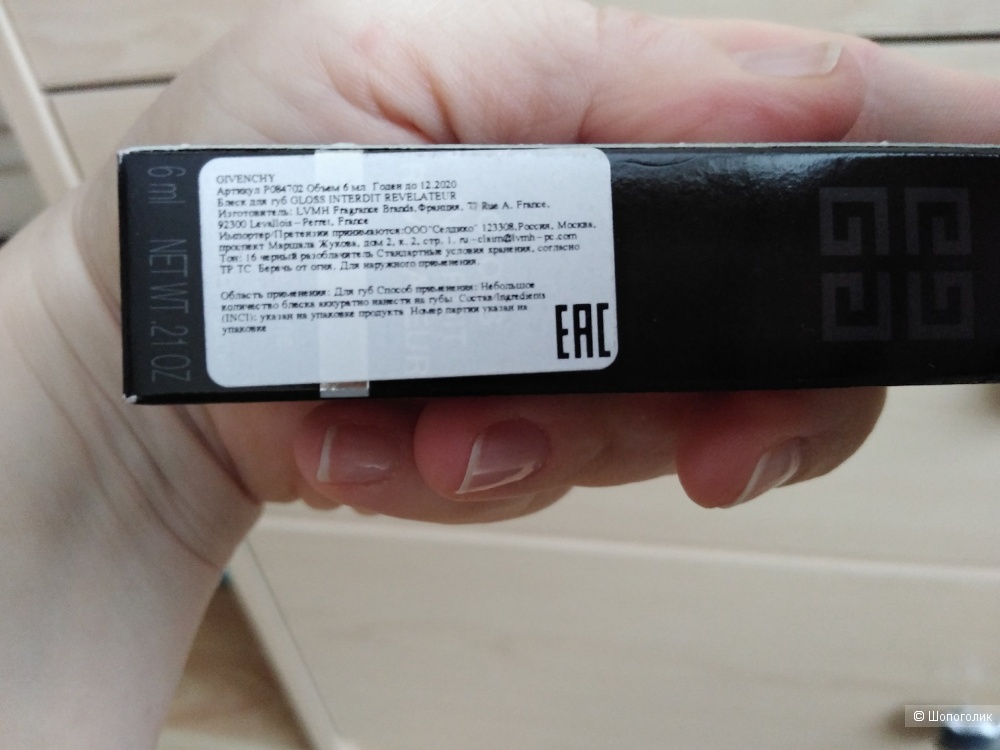 GIVENCHY
Артикул P084702 Объем 6 мл Годен до 12.2020
Блеск для губ GLOSS INTERDIT REVELATEUR
Изготовитель: LVMH Fragrance Brands, Франция, 77 Rue A. France,
92300 Levallois – Perret, France
Импортер/Претензии принимаются:ООО"Селдико" 123308,Россия, Москва,
проспект Маршала Жукова, дом 2, к. 2, стр. 1. ru-claim@lvmh-pc.com
Тон: 16 черный разоблачитель Стандартные условия хранения, согласно
ТР ТС Беречь от огня. Для наружного применения.
Область применения: Для губ Способ применения: Небольшое
количество блеска аккуратно нанести на губы. Состав/Ingredients
(INCI): указан на упаковке продукта Номер партии указан на
упаковке
EAC
6 ml NET WT. .21 OZ
© Шопоголик